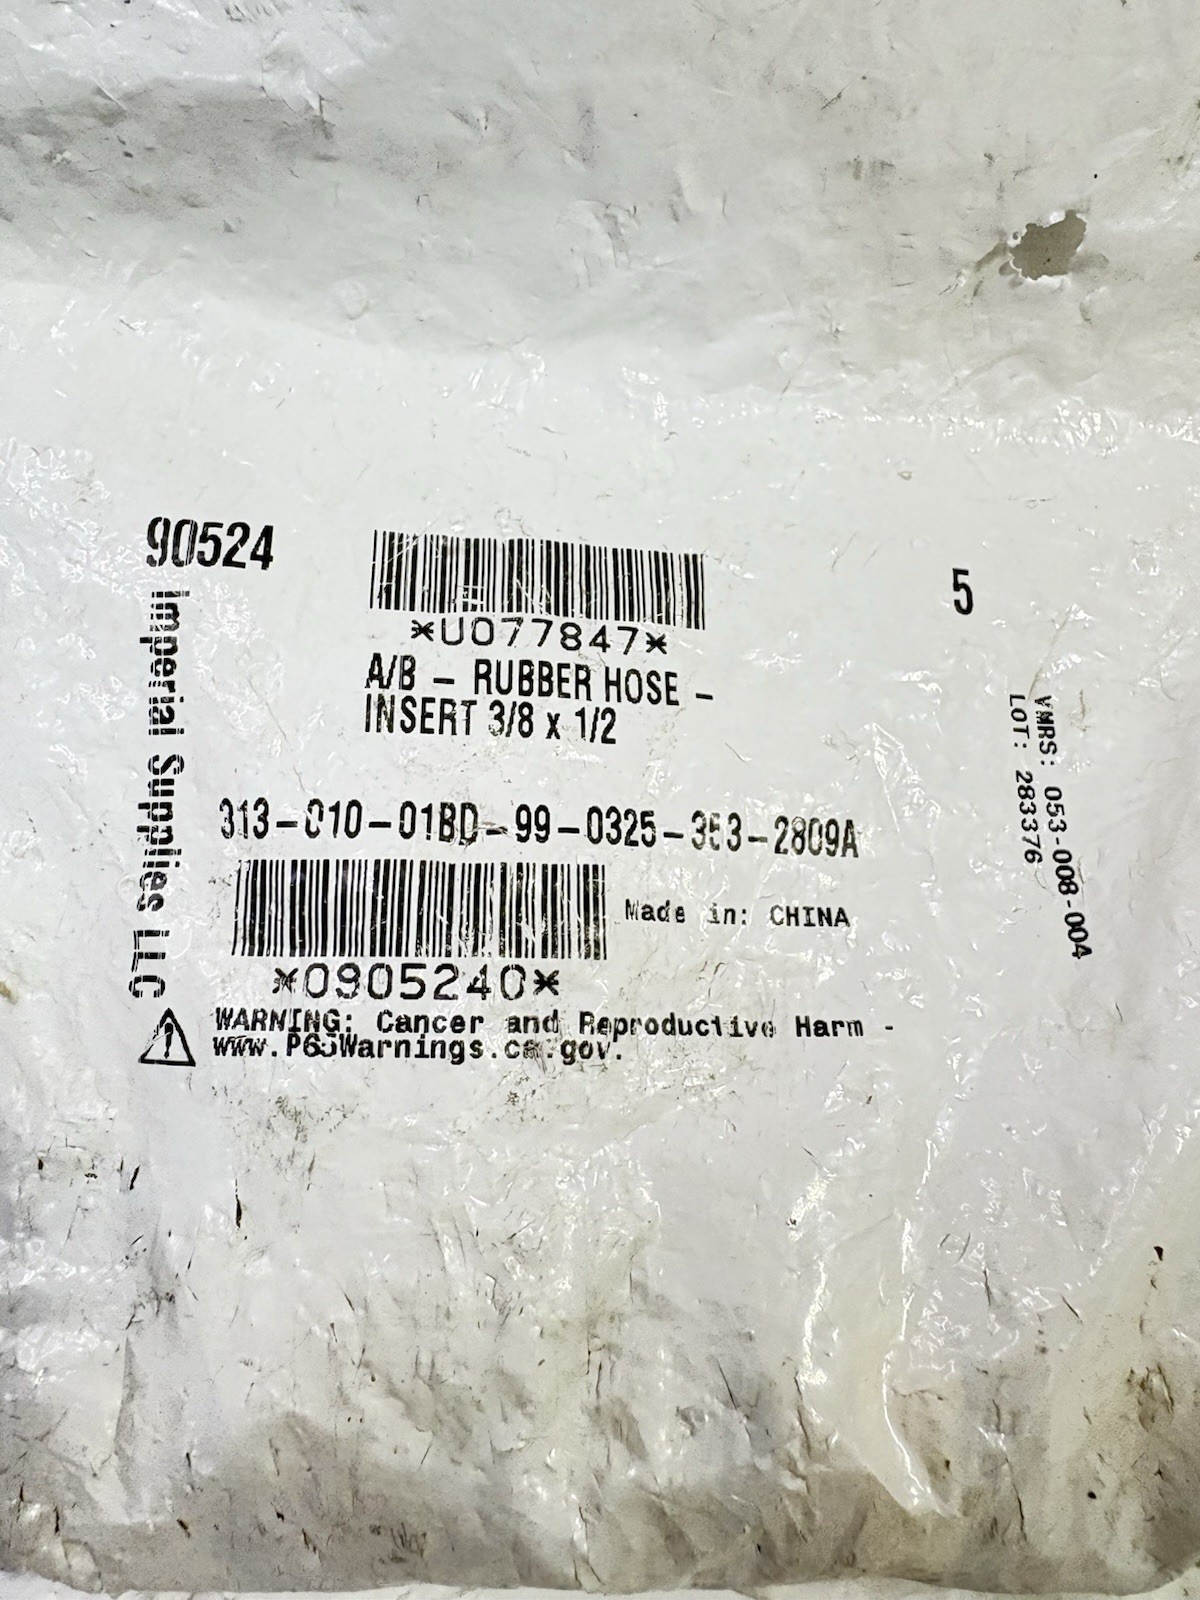 90524
*U077847*
A/B - RUBBER HOSE -
INSERT 3/8 x 1/2
5
Imperial Supplies LLC
VMRS: 053-008-004
LOT: 283376
313-010-01BD-99-0325-353-2809A
Made in: CHINA
*0905240*
WARNING: Cancer and Reproductive Harm -
www.P65Warnings.ca.gov.